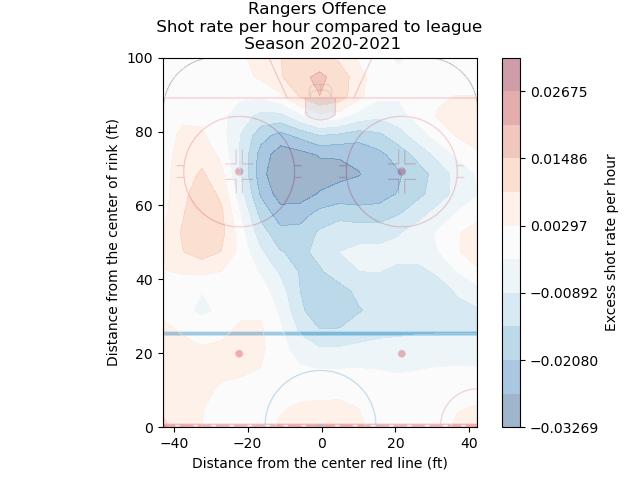 Rangers Offence
Shot rate per hour compared to league
Season 2020-2021
100
80
60
40
20
0
−40
−20
0
20
40
Distance from the center of rink (ft)
Distance from the center red line (ft)
0.02675
0.01486
0.00297
−0.00892
−0.02080
−0.03269
Excess shot rate per hour